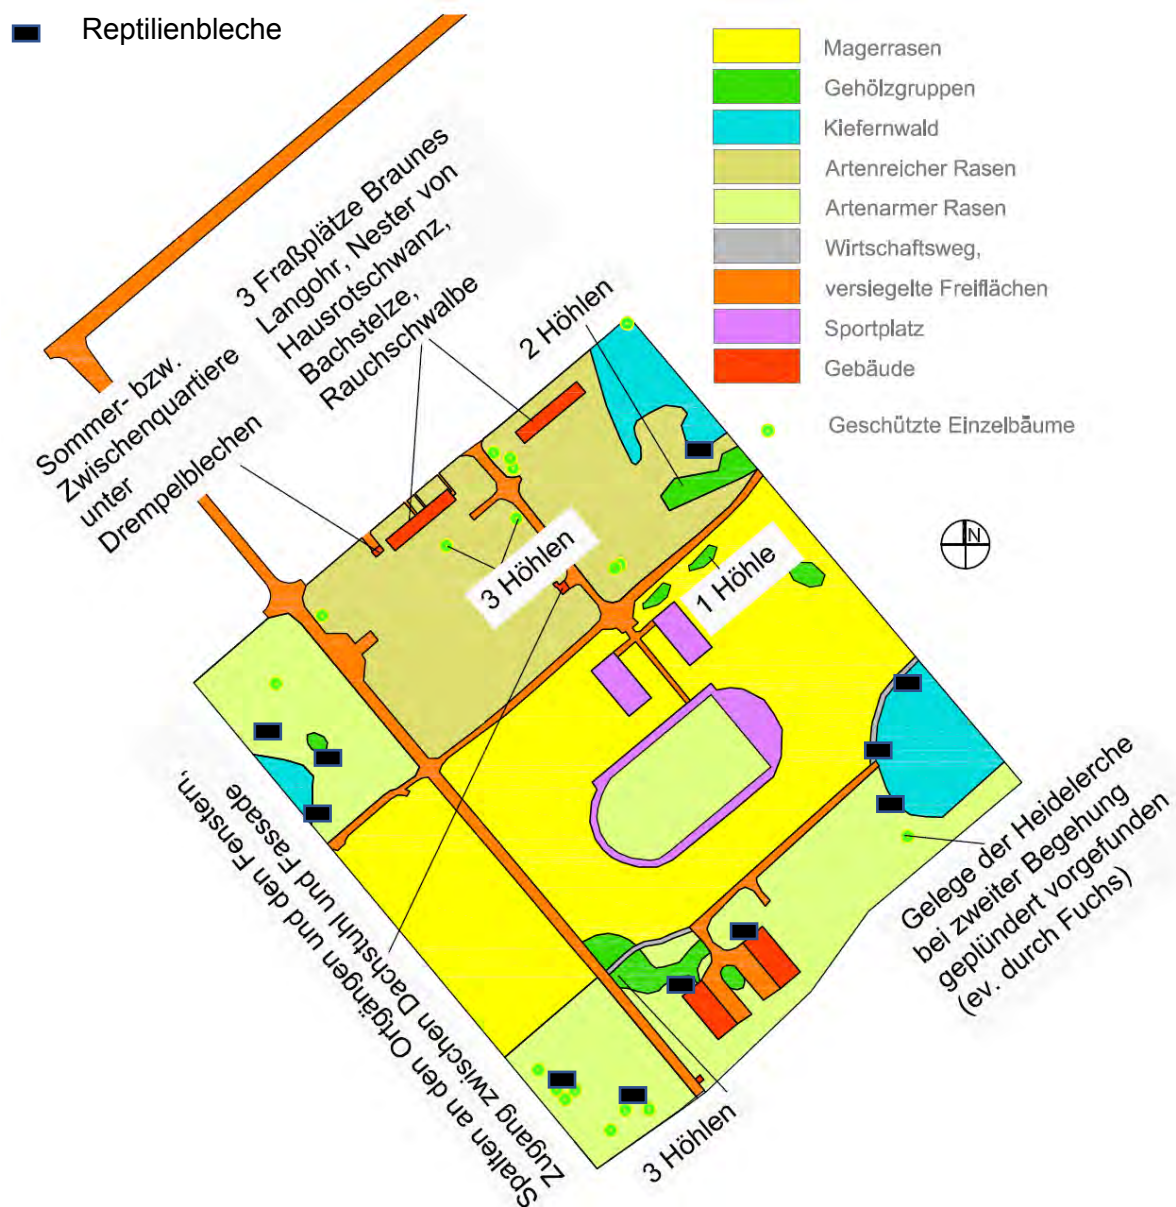 Reptilienbleche
Magerrasen
Gehölzgruppen
Kiefernwald
Artenreicher Rasen
Artenarmer Rasen
Wirtschaftsweg,
versiegelte Freiflächen
Sportplatz
Gebäude
Geschützte Einzelbäume
3 Fraßplätze Braunes
Langohr, Nester von
Hausrotschwanz,
Bachstelze,
Rauchschwalbe
Sommer- bzw.
Zwischenquartiere
unter
Drempelblechen
2 Höhlen
3 Höhlen
1 Höhle
N
Gelege der Heidelerche
bei zweiter Begehung
geplündert vorgefunden
(ev. durch Fuchs)
Spalten an den Ortgängen und den Fenstern,
Zugang zwischen Dachstuhl und Fassade
3 Höhlen